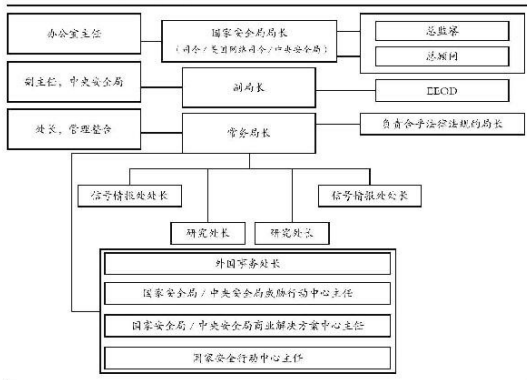 办公室主任
国家安全局局长
（司令/美国网络司令/中央安全局）
总监察
总顾问
副主任，中央安全局
副局长
EEOD
处长，管理整合
常务局长
负责合乎法律法规的局长
信号情报处处长
信号情报处处长
研究处长
研究处长
外国事务处长
国家安全局/中央安全局威胁行动中心主任
国家安全局/中央安全局商业解决方案中心主任
国家安全行动中心主任